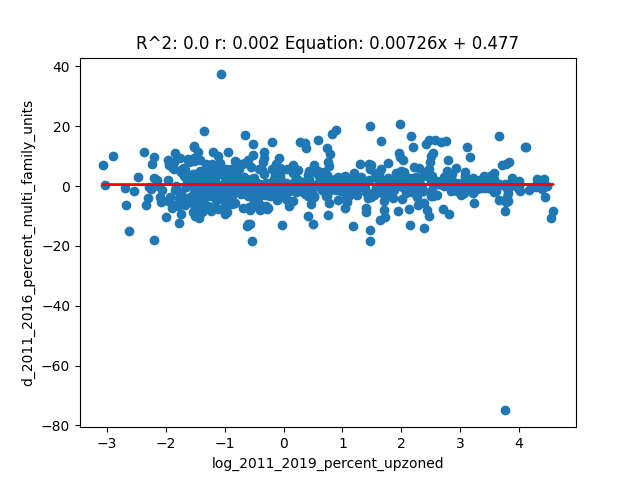 R^2: 0.0 r: 0.002 Equation: 0.00726x + 0.477
d_2011_2016_percent_multi_family_units
40
20
0
−20
−40
−60
−80
−3 −2 −1 0 1 2 3 4
log_2011_2019_percent_upzoned